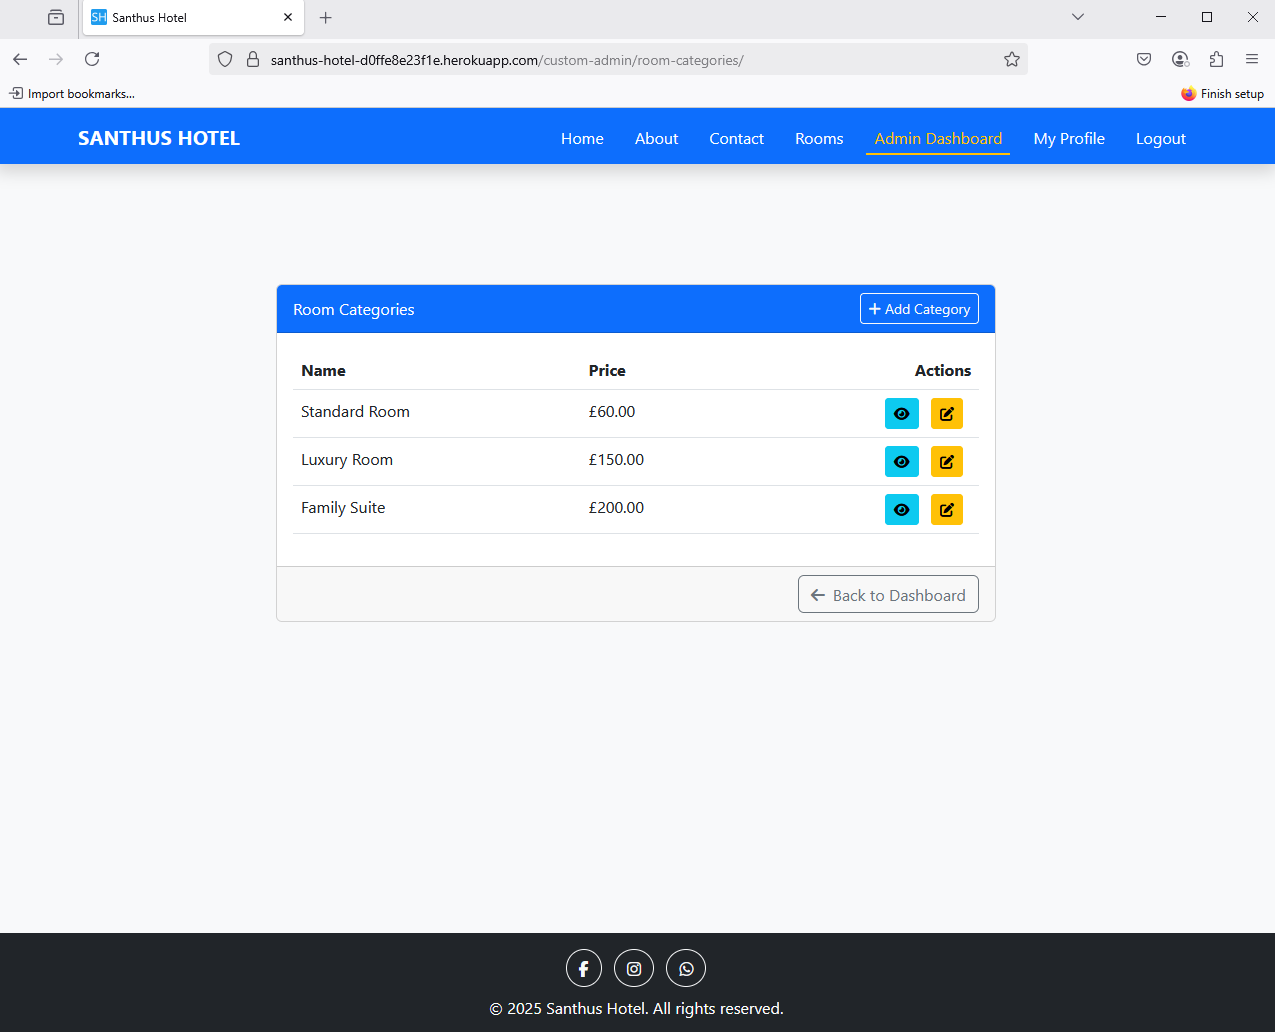 SH Santhus Hotel
santhus-hotel-d0ffe8e23f1e.herokuapp.com/custom-admin/room-categories/
Import bookmarks...
Finish setup
SANTHUS HOTEL
Home About Contact Rooms Admin Dashboard My Profile Logout
Room Categories
Add Category
Name Price Actions
Standard Room £60.00
Luxury Room £150.00
Family Suite £200.00
Back to Dashboard
© 2025 Santhus Hotel. All rights reserved.